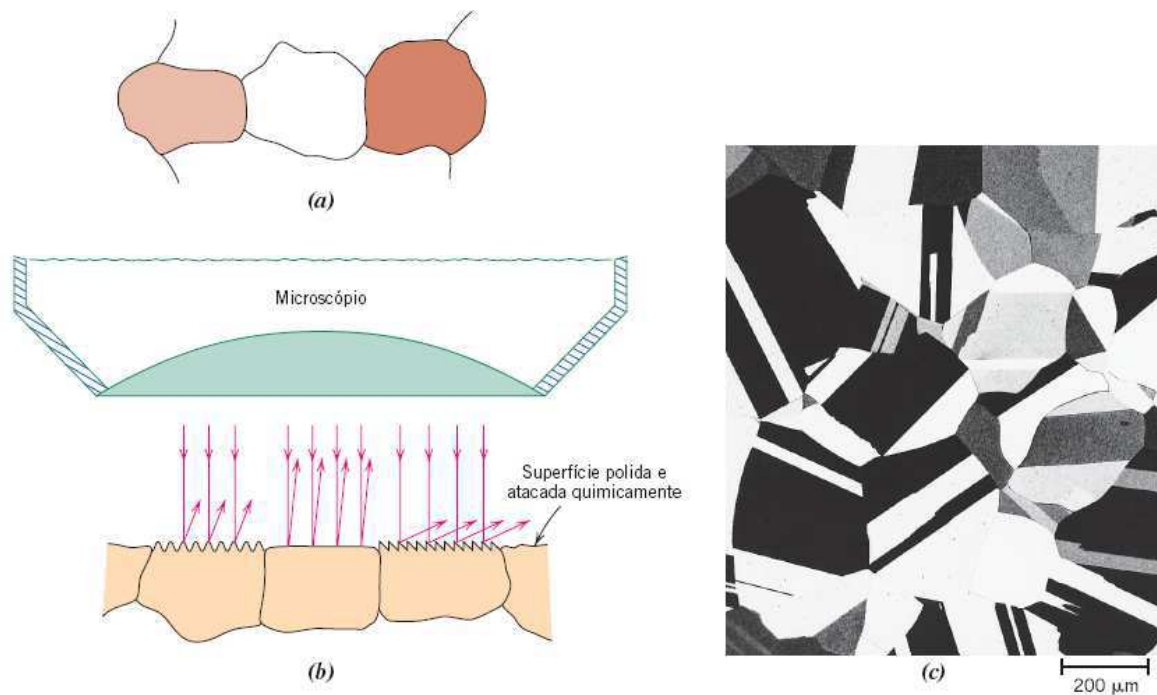 (a)
Microscópio
Superfície polida e
atacada quimicamente
(b)
(c)
200 μm